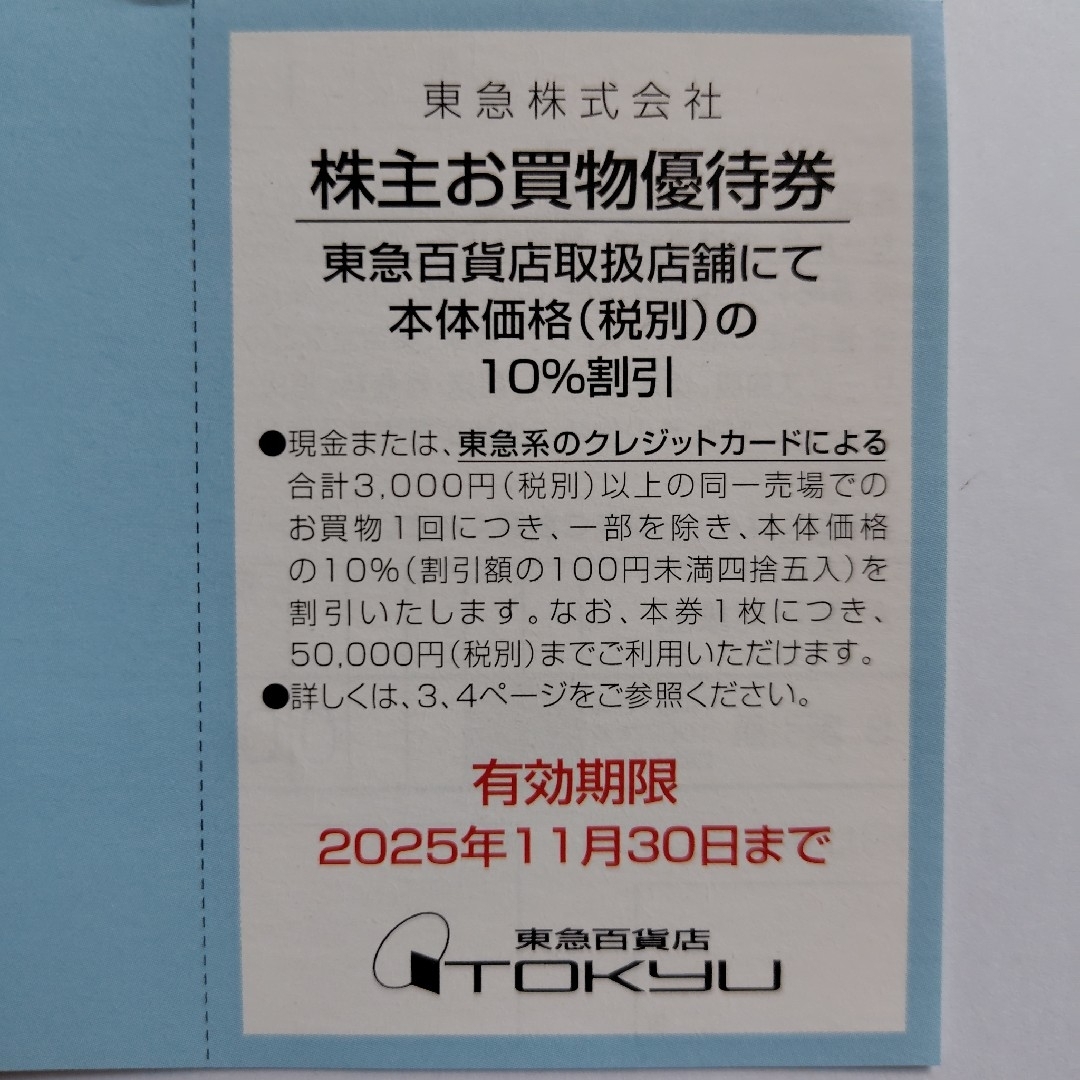 東急株式会社
株主お買物優待券
東急百貨店取扱店舗にて
本体価格(税別)の
10%割引
●現金または、東急系のクレジットカードによる
合計3,000円(税別)以上の同一売場での
お買物1回につき、一部を除き、本体価格
の10%(割引額の100円未満四捨五入)を
割引いたします。なお、本券1枚につき、
50,000円(税別)までご利用いただけます。
●詳しくは、3、4ページをご参照ください。
有効期限
2025年11月30日まで
東急百貨店
TOKYU